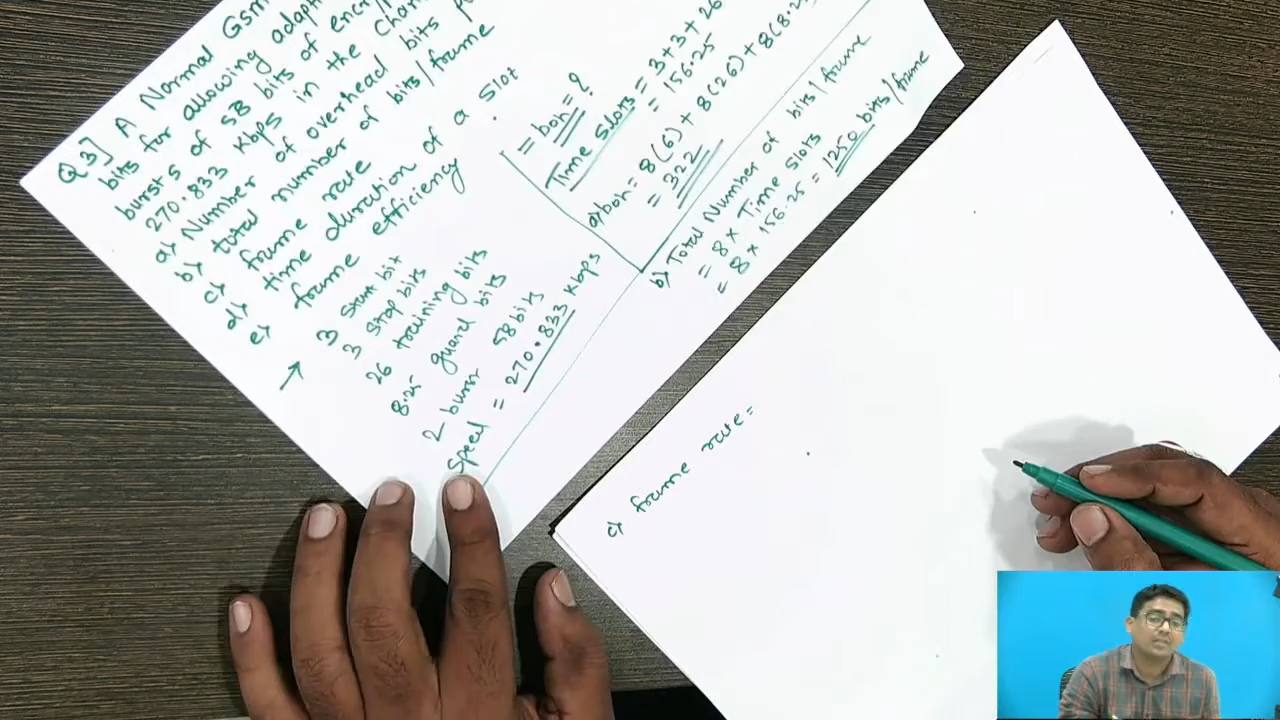 Q3] A Normal GSM
bits for allowing adapt
bursts of 58 bits of encr
270.833 kbps in the Chan
a) Number of overhead bits p
b) total number of bits/frame
c) frame rate
d) time duration of a slot
e) frame efficiency
→ 3 start bit
3 stop bits
26 training bits
8.25 guard bits
2 burst 58 bits
speed = 270.833 kbps
= boh = ?
Time slots = 3+3+26
= 156.25
a) boh = 8(6) + 8(26) + 8(8.25
= 322
b) Total Number of bits/frame
= 8 × Time slots
= 8 × 156.25 = 1250 bits/frame
c) frame rate =